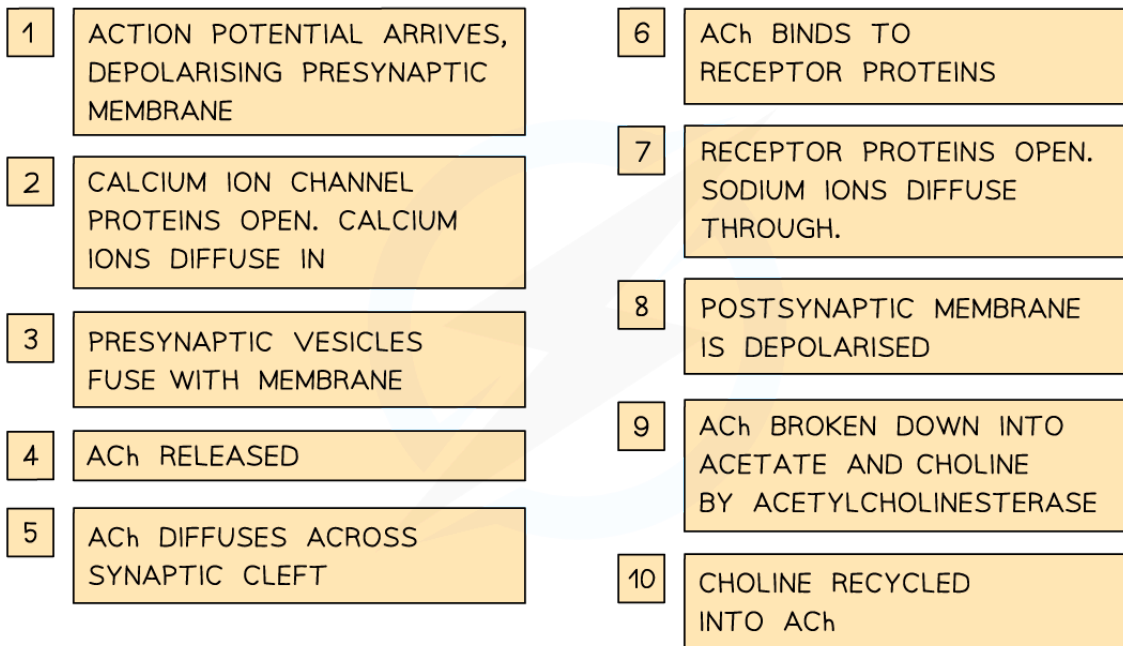 1
ACTION POTENTIAL ARRIVES,
DEPOLARISING PRESYNAPTIC
MEMBRANE
2
CALCIUM ION CHANNEL
PROTEINS OPEN. CALCIUM
IONS DIFFUSE IN
3
PRESYNAPTIC VESICLES
FUSE WITH MEMBRANE
4
ACh RELEASED
5
ACh DIFFUSES ACROSS
SYNAPTIC CLEFT
6
ACh BINDS TO
RECEPTOR PROTEINS
7
RECEPTOR PROTEINS OPEN.
SODIUM IONS DIFFUSE
THROUGH.
8
POSTSYNAPTIC MEMBRANE
IS DEPOLARISED
9
ACh BROKEN DOWN INTO
ACETATE AND CHOLINE
BY ACETYLCHOLINESTERASE
10
CHOLINE RECYCLED
INTO ACh